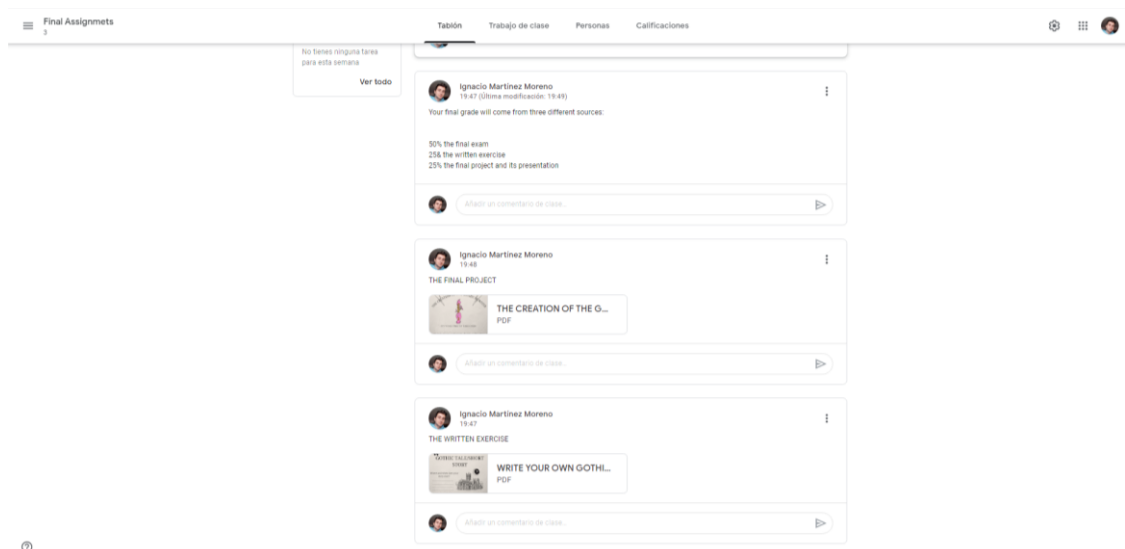 Final Assignmets
3
Tablón
Trabajo de clase
Personas
Calificaciones
No tienes ninguna tarea
para esta semana
Ver todo
Ignacio Martínez Moreno
19:47 (Última modificación: 19:49)
Your final grade will come from three different sources:
50% the final exam
25& the written exercise
25% the final project and its presentation
Añadir un comentario de clase...
Ignacio Martínez Moreno
19:48
THE FINAL PROJECT
THE CREATION OF THE G...
PDF
Añadir un comentario de clase...
Ignacio Martínez Moreno
19:47
THE WRITTEN EXERCISE
GOTHIC TALE/SHORT
STORY
WRITE YOUR OWN GOTHI...
PDF
Añadir un comentario de clase...